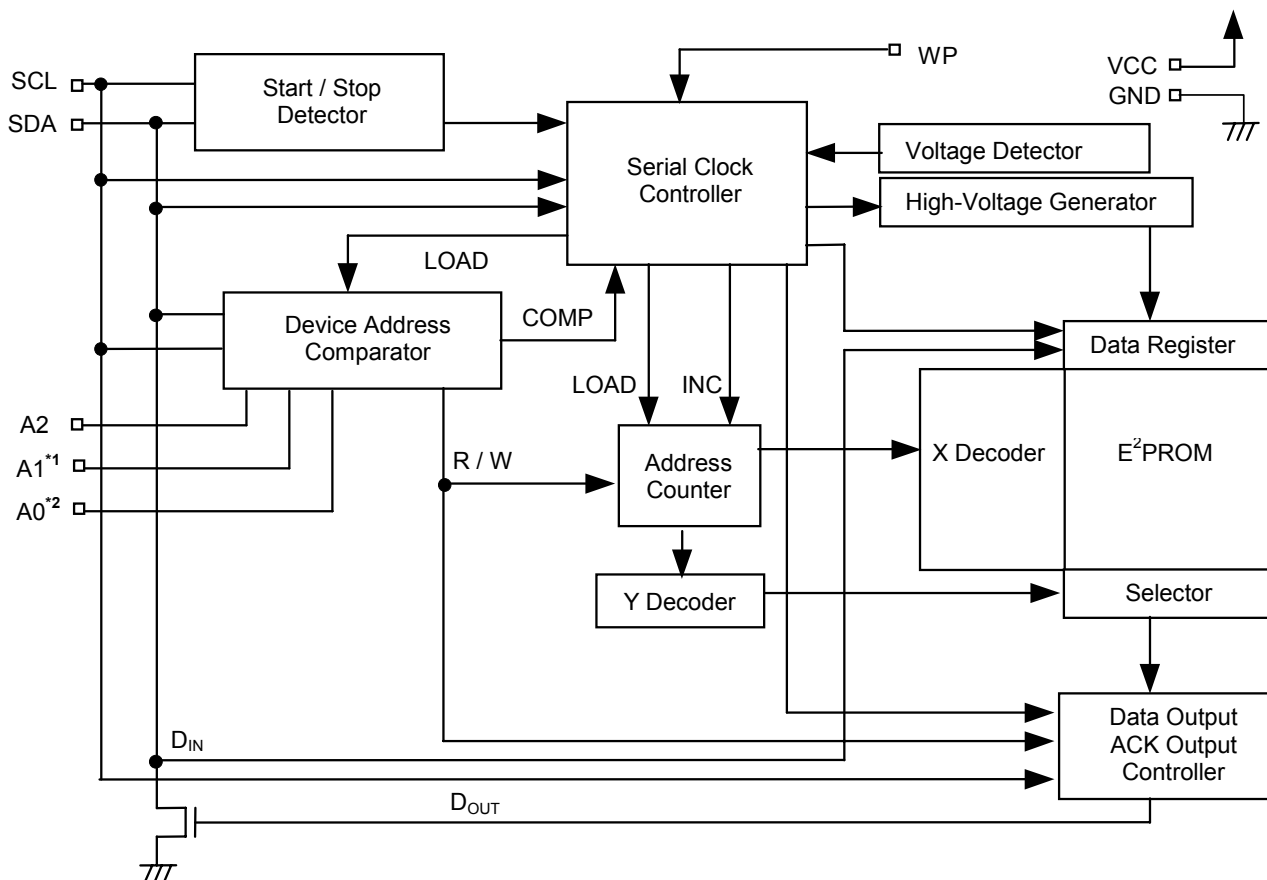 SCL
SDA
Start / Stop
Detector
WP
VCC
GND
Serial Clock
Controller
Voltage Detector
High-Voltage Generator
LOAD
COMP
Device Address
Comparator
LOAD
INC
Data Register
A2
A1*1
A0*2
R / W
Address
Counter
X Decoder
E2PROM
Y Decoder
Selector
DIN
Data Output
ACK Output
Controller
DOUT